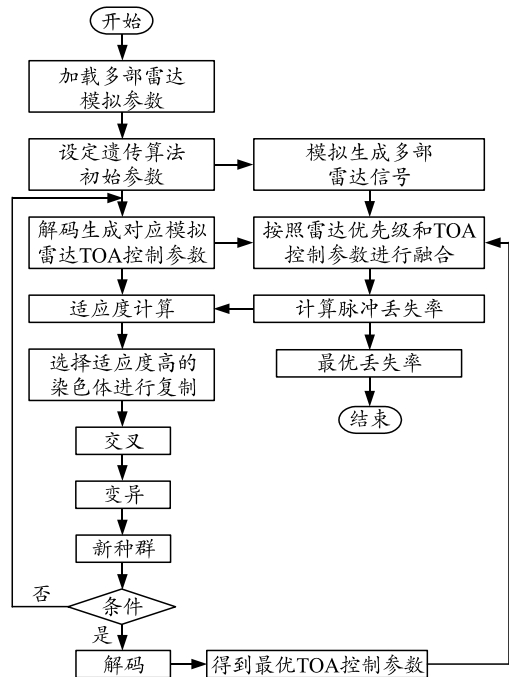 开始
加载多部雷达
模拟参数
设定遗传算法
初始参数
模拟生成多部
雷达信号
解码生成对应模拟
雷达TOA控制参数
按照雷达优先级和TOA
控制参数进行融合
适应度计算
计算脉冲丢失率
选择适应度高的
染色体进行复制
最优丢失率
结束
交叉
变异
新种群
否
条件
是
解码
得到最优TOA控制参数